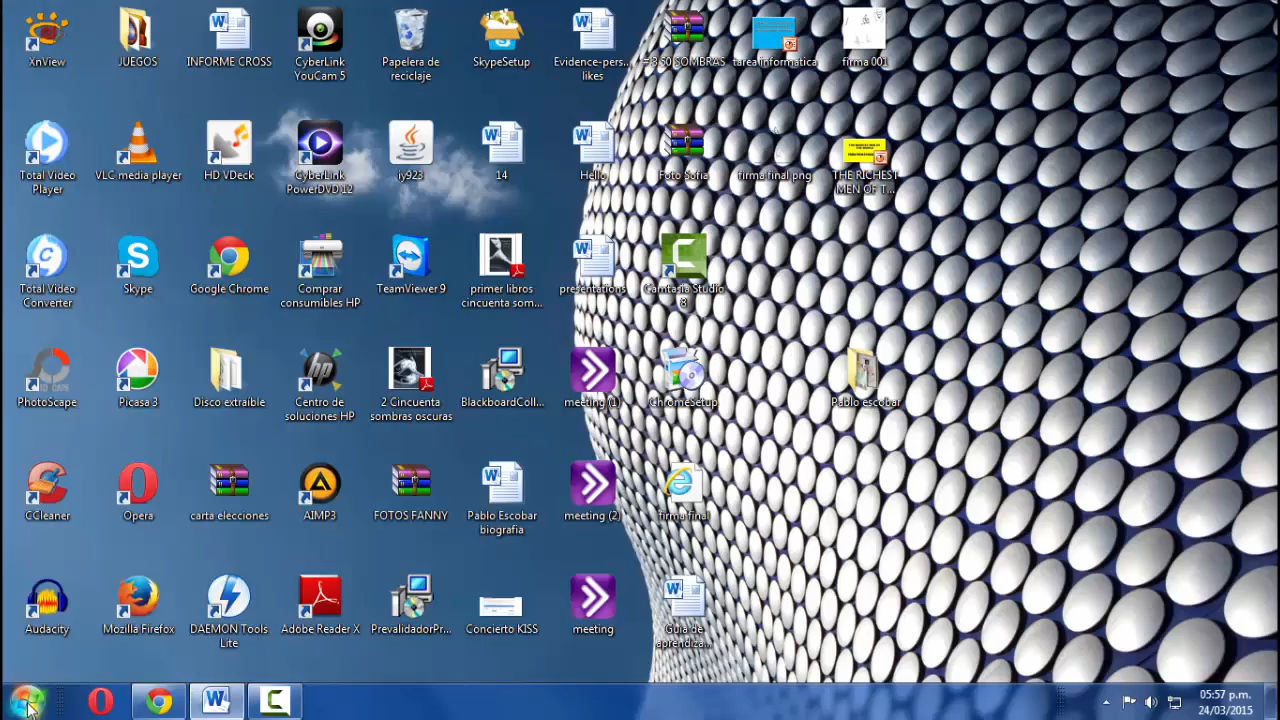 XnView
JUEGOS
INFORME CROSS
CyberLink
YouCam 5
Papelera de
reciclaje
SkypeSetup
Evidence-pers...
likes
tarea informatica
firma 001
Total Video
Player
VLC media player
HD VDeck
CyberLink
PowerDVD 12
iy923
14
Hello
Foto Sofia
firma final png
THE RICHEST
MEN OF T...
Total Video
Converter
Skype
Google Chrome
Comprar
consumibles HP
TeamViewer 9
primer libros
cincuenta som...
presentations
Camtasia Studio
8
PhotoScape
Picasa 3
Disco extraible
Centro de
soluciones HP
2 Cincuenta
sombras oscuras
BlackboardColl...
meeting (1)
ChromeSetup
Pablo escobar
CCleaner
Opera
carta elecciones
AIMP3
FOTOS FANNY
Pablo Escobar
biografia
meeting (2)
firma final
Audacity
Mozilla Firefox
DAEMON Tools
Lite
Adobe Reader X
PrevalidadorPr...
Concierto KISS
meeting
Guia de
aprendiza...
05:57 p.m.
24/03/2015